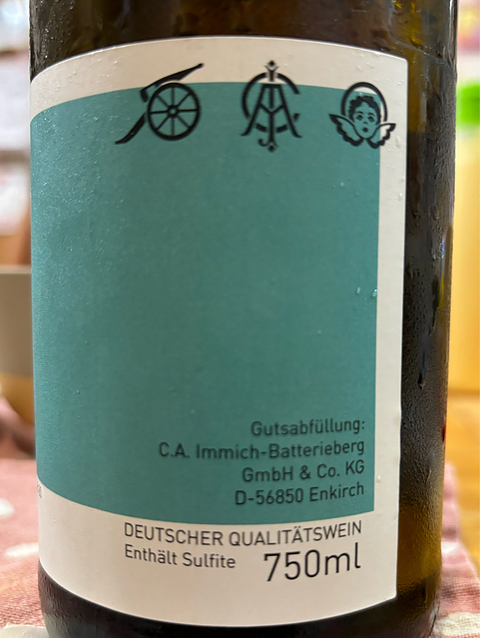 Gutsabfüllung:
C.A. Immich-Batterieberg
GmbH & Co. KG
D-56850 Enkirch
DEUTSCHER QUALITÄTSWEIN
Enthält Sulfite 750ml